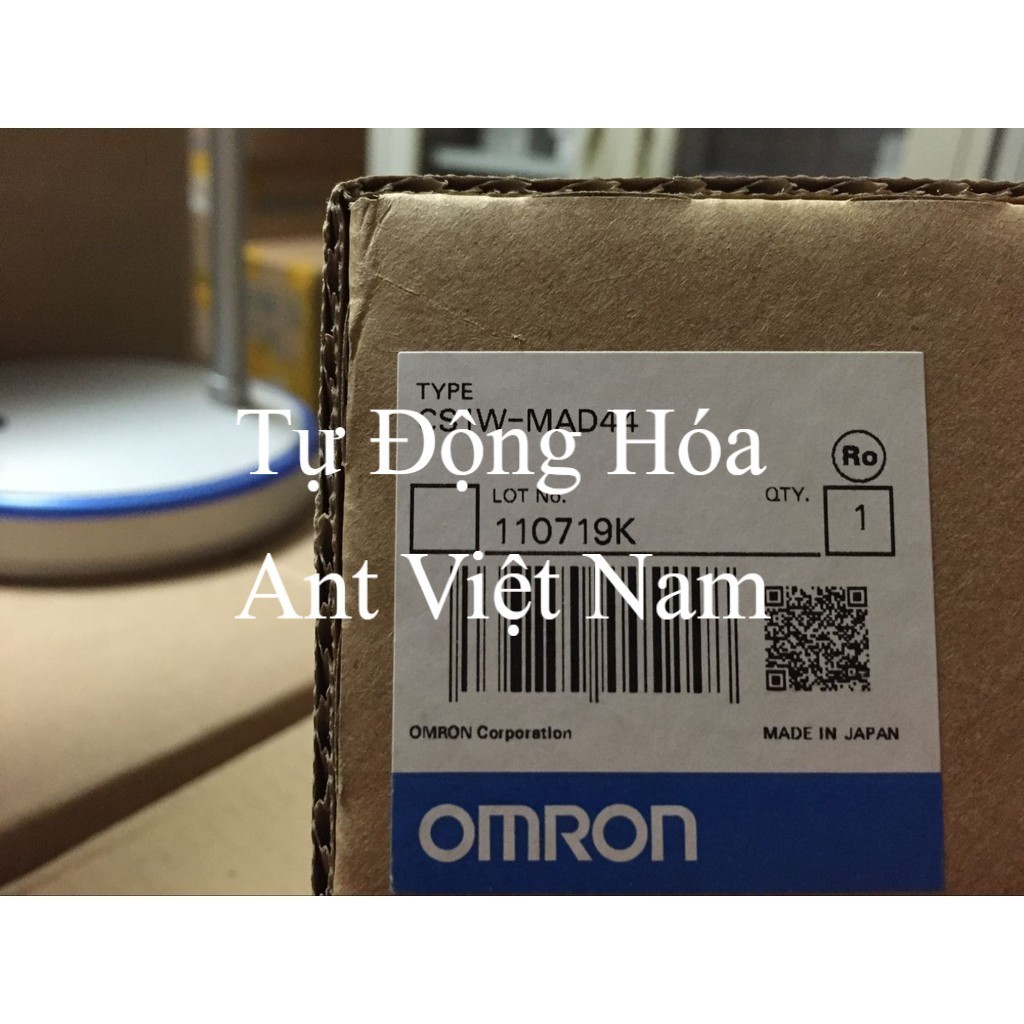 TYPE
CS1W-MAD44
Tự Động Hóa
Ro
LOT No.
QTY.
110719K
1
Ant Việt Nam
OMRON Corporation
MADE IN JAPAN
OMRON